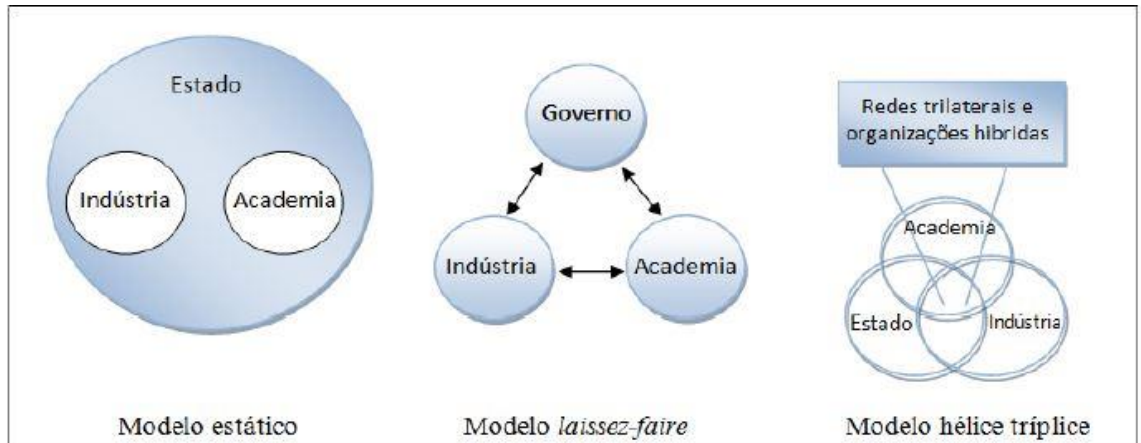 Estado
Indústria
Academia
Modelo estático
Governo
Indústria
Academia
Modelo laissez-faire
Redes trilaterais e
organizações hibridas
Academia
Estado
Indústria
Modelo hélice tríplice